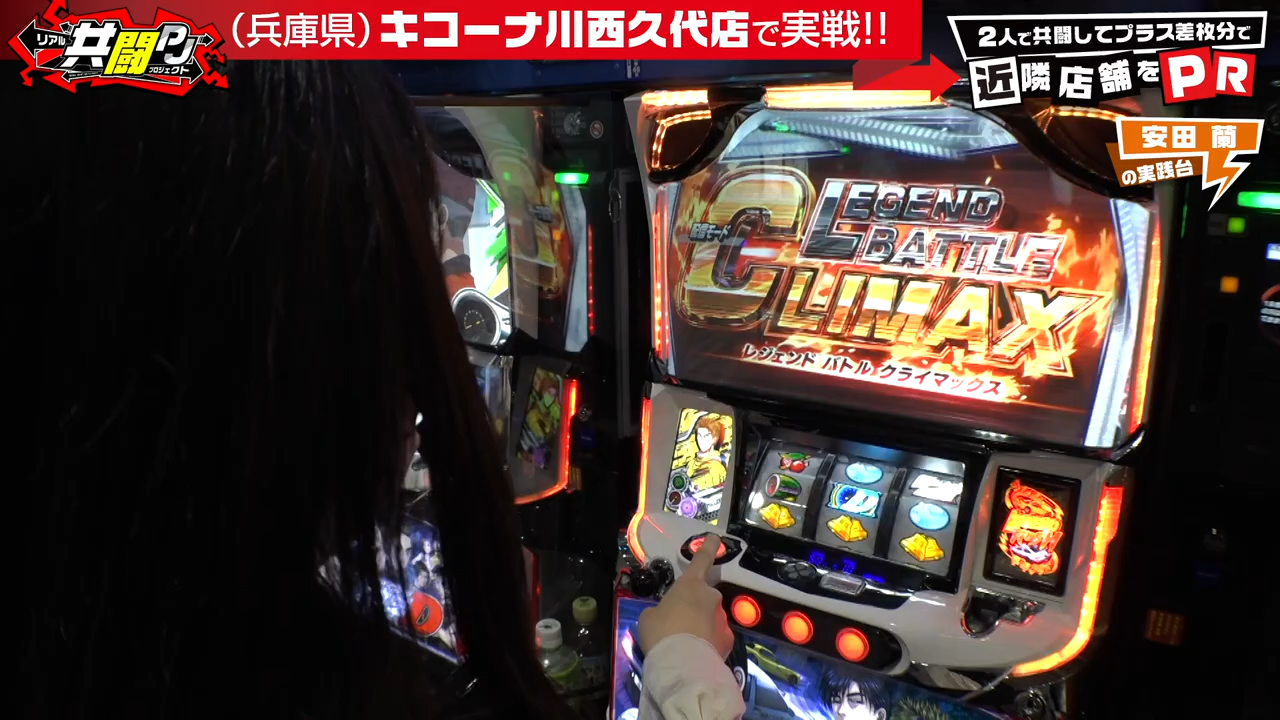 リアル
共闘PJ
プロジェクト
（兵庫県）キコーナ川西久代店で実戦!!
2人で共闘してプラス差枚分で
近隣店舗をPR
安田 蘭
の実践台
LEGEND
BATTLE
CLIMAX
レジェンド バトル クライマックス